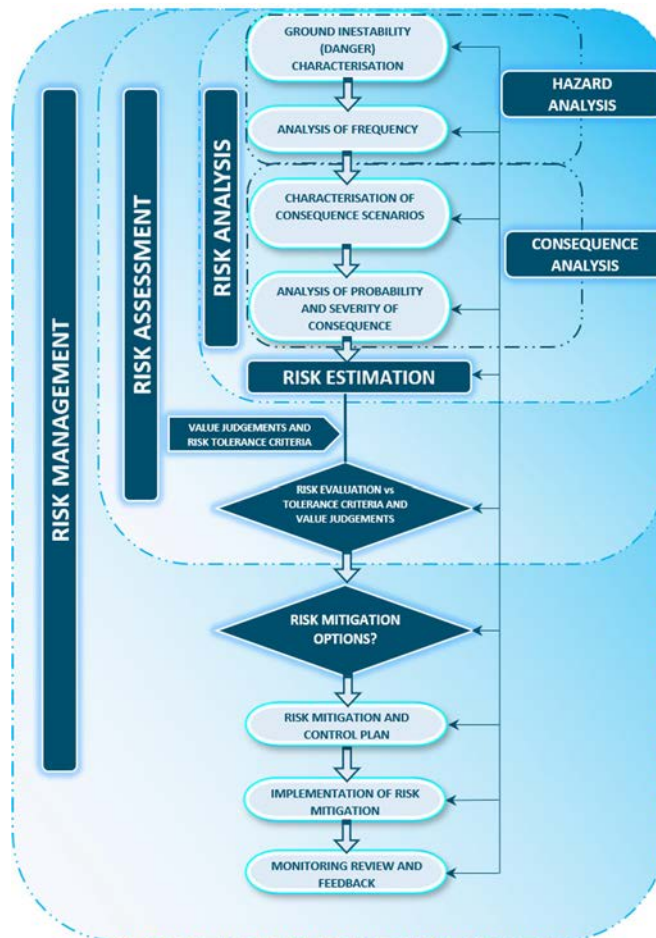 GROUND INESTABILITY
(DANGER)
CHARACTERISATION
HAZARD
ANALYSIS
ANALYSIS OF FREQUENCY
CHARACTERISATION OF
CONSEQUENCE SCENARIOS
CONSEQUENCE
ANALYSIS
ANALYSIS OF PROBABILITY
AND SEVERITY OF
CONSEQUENCE
RISK ANALYSIS
RISK ASSESSMENT
RISK MANAGEMENT
RISK ESTIMATION
VALUE JUDGEMENTS AND
RISK TOLERANCE CRITERIA
RISK EVALUATION vs
TOLERANCE CRITERIA AND
VALUE JUDGEMENTS
RISK MITIGATION
OPTIONS?
RISK MITIGATION AND
CONTROL PLAN
IMPLEMENTATION OF RISK
MITIGATION
MONITORING REVIEW AND
FEEDBACK